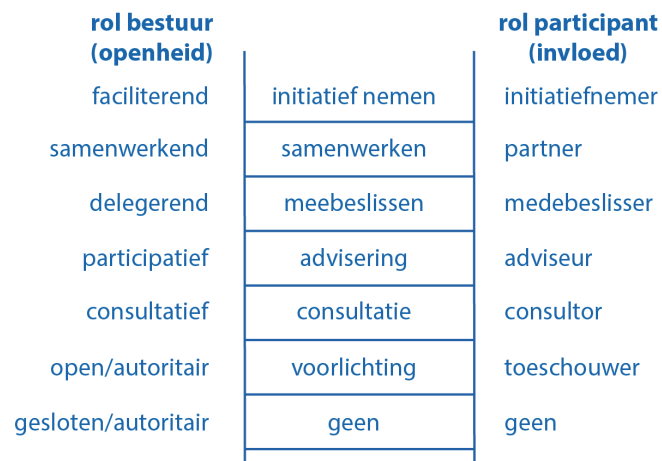 rol bestuur
(openheid)
rol participant
(invloed)
faciliterend initiatief nemen initiatiefnemer
samenwerkend samenwerken partner
delegerend meebeslissen medebeslisser
participatief advisering adviseur
consultatief consultatie consultor
open/autoritair voorlichting toeschouwer
gesloten/autoritair geen geen